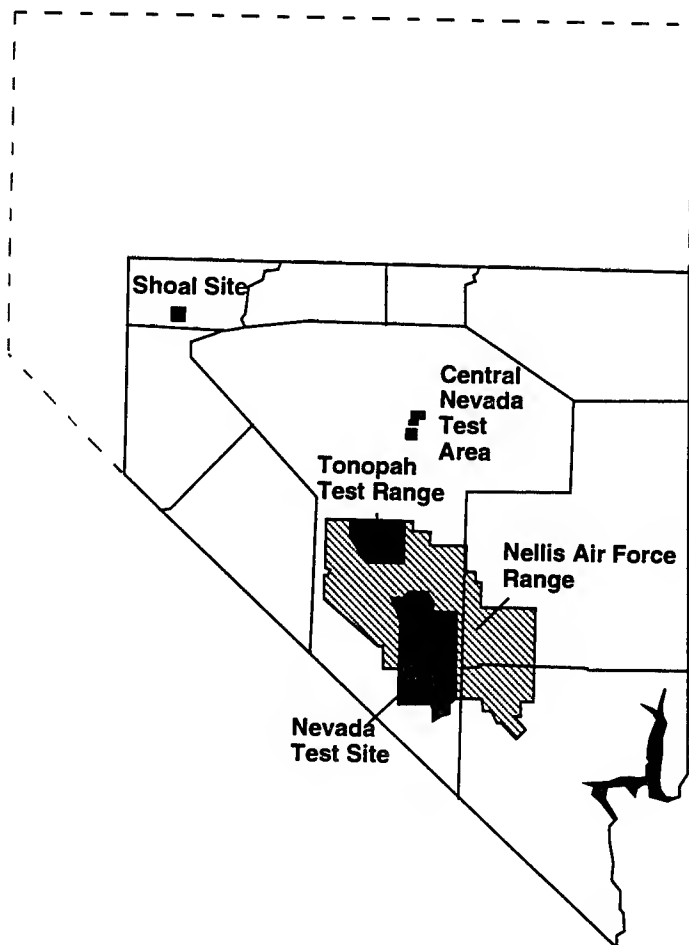 Shoal Site
Central
Nevada
Test
Area
Tonopah
Test Range
Nellis Air Force
Range
Nevada
Test Site